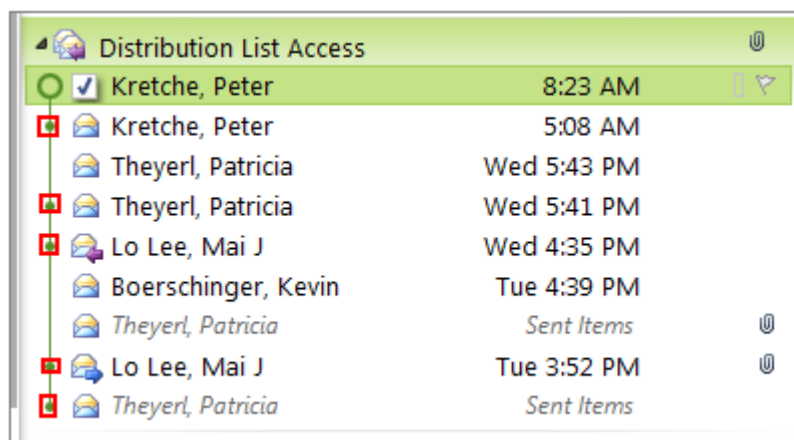 Distribution List Access
Kretche, Peter 8:23 AM
Kretche, Peter 5:08 AM
Theyerl, Patricia Wed 5:43 PM
Theyerl, Patricia Wed 5:41 PM
Lo Lee, Mai J Wed 4:35 PM
Boerschinger, Kevin Tue 4:39 PM
Theyerl, Patricia Sent Items
Lo Lee, Mai J Tue 3:52 PM
Theyerl, Patricia Sent Items